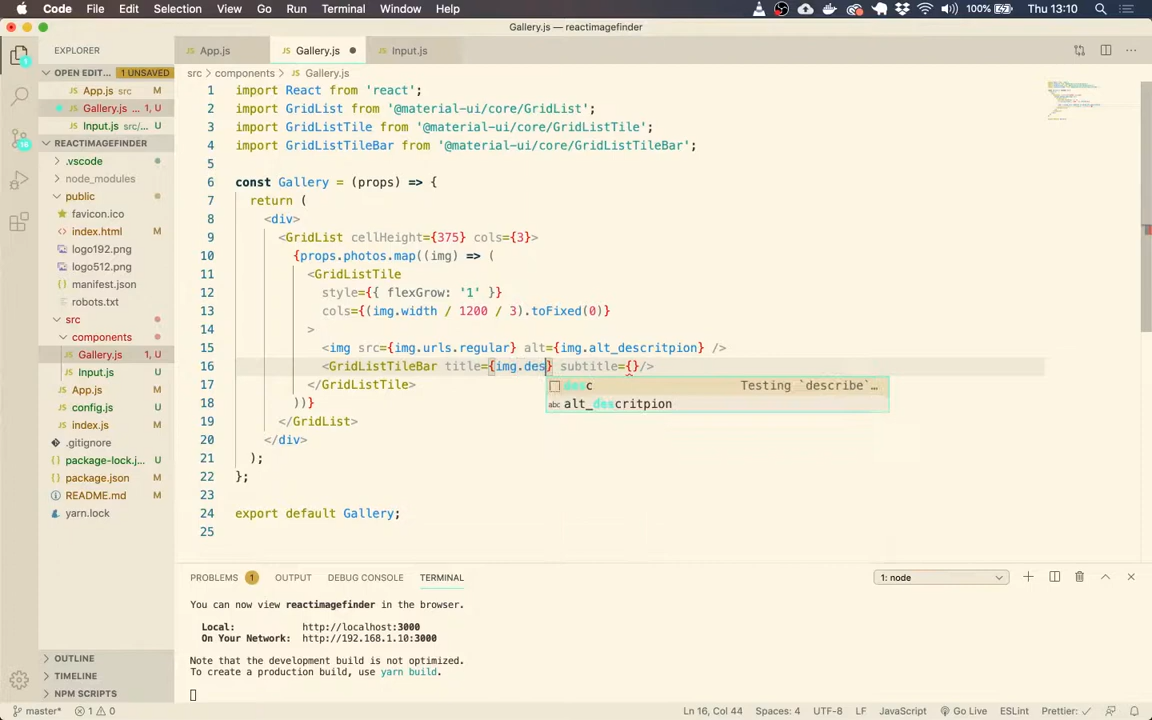 Code File Edit Selection View Go Run Terminal Window Help 100% Thu 13:10
Gallery.js — reactimagefinder
EXPLORER
App.js Gallery.js Input.js
OPEN EDIT... 1 UNSAVED
src > components > Gallery.js
App.js src
Gallery.js ... 1, U
Input.js src/... U
REACTIMAGEFINDER
.vscode
node_modules
public
favicon.ico
index.html M
logo192.png
logo512.png
manifest.json
robots.txt
src
components
Gallery.js 1, U
Input.js U
App.js M
config.js M
index.js M
.gitignore
package-lock.j... U
package.json M
README.md M
yarn.lock
OUTLINE
TIMELINE
NPM SCRIPTS
1 import React from 'react';
2 import GridList from '@material-ui/core/GridList';
3 import GridListTile from '@material-ui/core/GridListTile';
4 import GridListTileBar from '@material-ui/core/GridListTileBar';
5
6 const Gallery = (props) => {
7 return (
8 <div>
9 <GridList cellHeight={375} cols={3}>
10 {props.photos.map((img) => (
11 <GridListTile
12 style={{ flexGrow: '1' }}
13 cols={(img.width / 1200 / 3).toFixed(0)}
14 >
15 <img src={img.urls.regular} alt={img.alt_descritpion} />
16 <GridListTileBar title={img.des} subtitle={}/>
desc Testing `describe`...
abc alt_descritpion
17 </GridListTile>
18 ))}
19 </GridList>
20 </div>
21 );
22 };
23
24 export default Gallery;
25
PROBLEMS 1 OUTPUT DEBUG CONSOLE TERMINAL 1: node
You can now view reactimagefinder in the browser.
Local: http://localhost:3000
On Your Network: http://192.168.1.10:3000
Note that the development build is not optimized.
To create a production build, use yarn build.
master* 1 0 Ln 16, Col 44 Spaces: 4 UTF-8 LF JavaScript Go Live ESLint Prettier: ✓